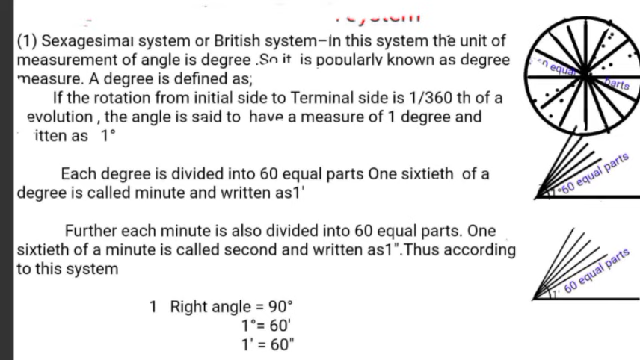 (1) Sexagesimal system or British system–In this system the unit of
measurement of angle is degree .So it is popularly known as degree
measure. A degree is defined as;
If the rotation from initial side to Terminal side is 1/360 th of a
evolution , the angle is said to have a measure of 1 degree and
itten as 1°
Each degree is divided into 60 equal parts One sixtieth of a
degree is called minute and written as1'
Further each minute is also divided into 60 equal parts. One
sixtieth of a minute is called second and written as1".Thus according
to this system
1 Right angle = 90°
1°= 60'
1' = 60"
equal parts
1°60 equal parts
1' 60 equal parts